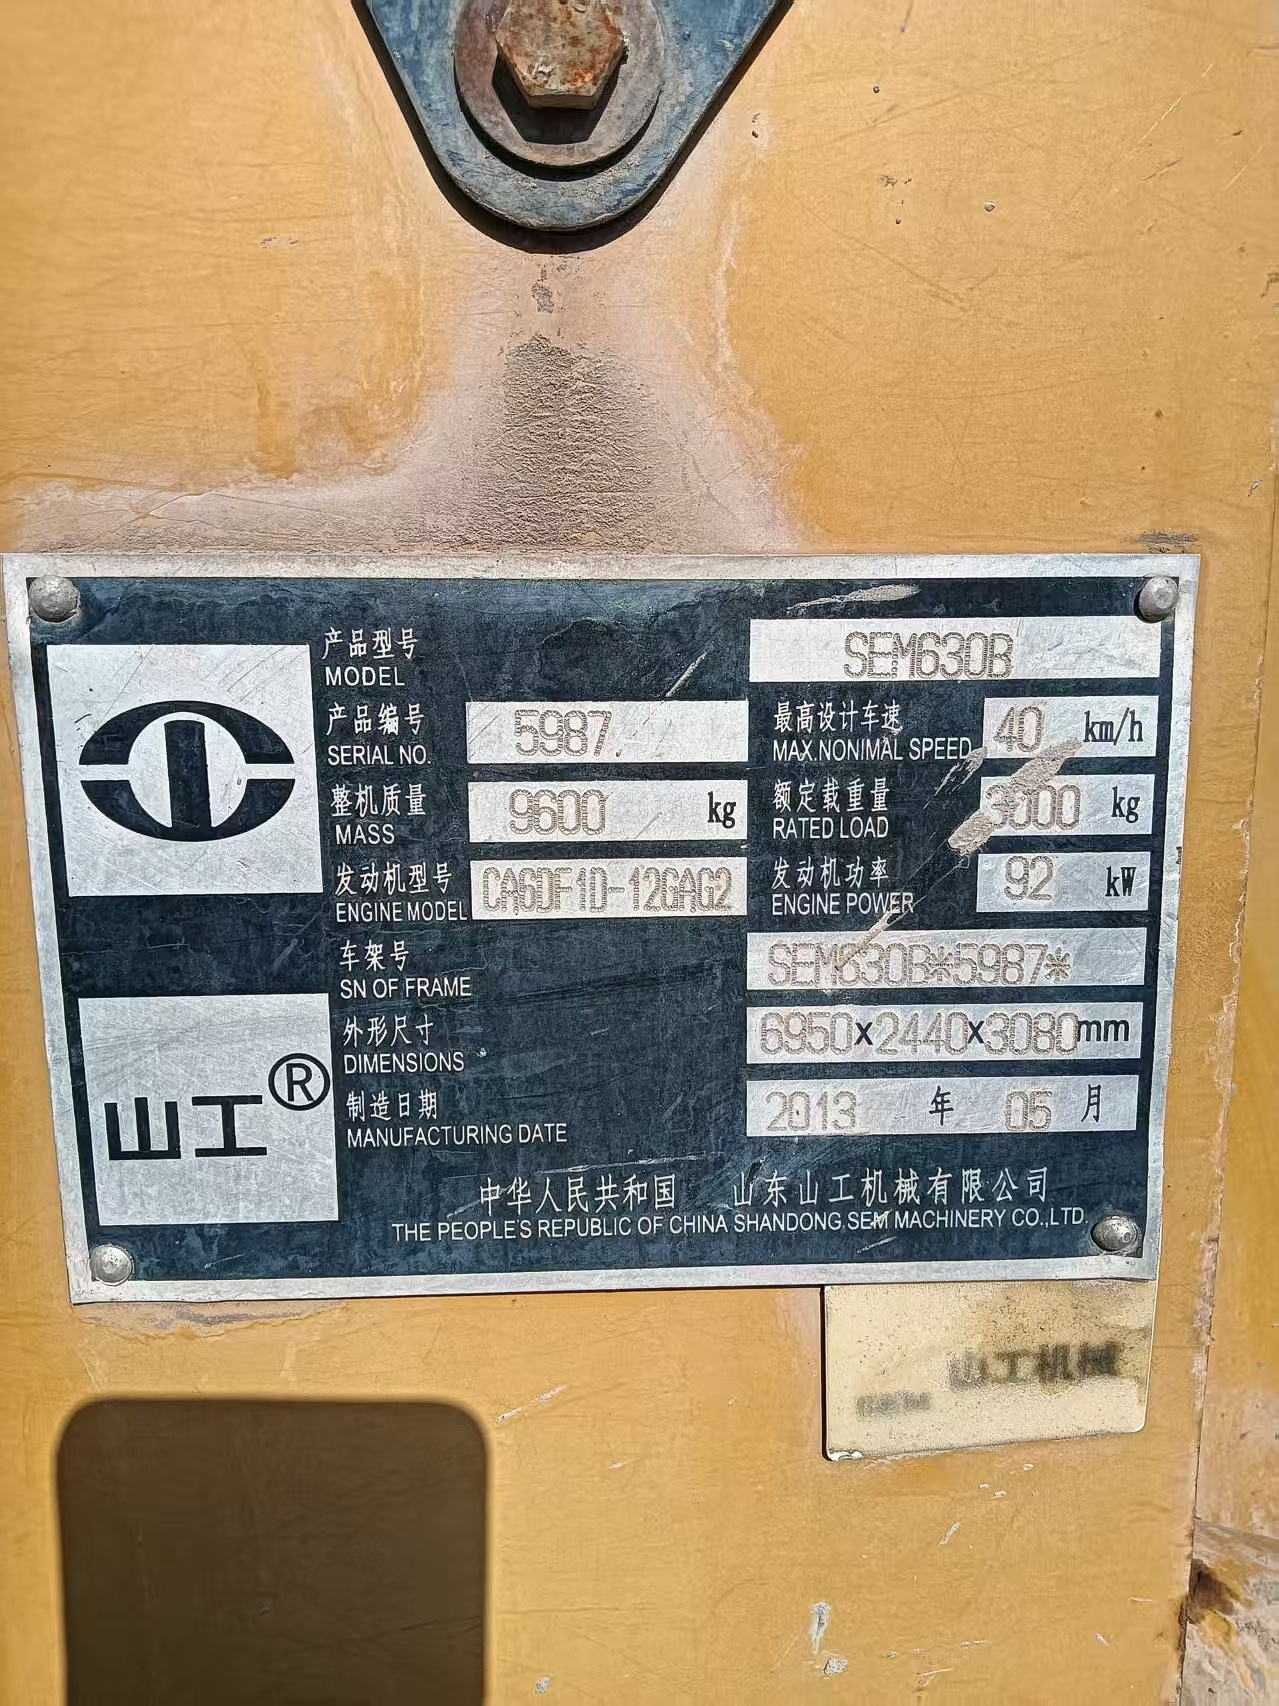 产品型号
MODEL
SEM630B
产品编号
SERIAL NO.
5987
最高设计车速
MAX.NONIMAL SPEED
40 km/h
整机质量
MASS
9600 kg
额定载重量
RATED LOAD
3000 kg
发动机型号
ENGINE MODEL
CA6DF1D-12GAG2
发动机功率
ENGINE POWER
92 kW
车架号
SN OF FRAME
SEM630B*5987*
外形尺寸
DIMENSIONS
6950x2440x3080mm
制造日期
MANUFACTURING DATE
2013 年 05 月
山工®
中华人民共和国 山东山工机械有限公司
THE PEOPLE'S REPUBLIC OF CHINA SHANDONG SEM MACHINERY CO.,LTD.
山工机械